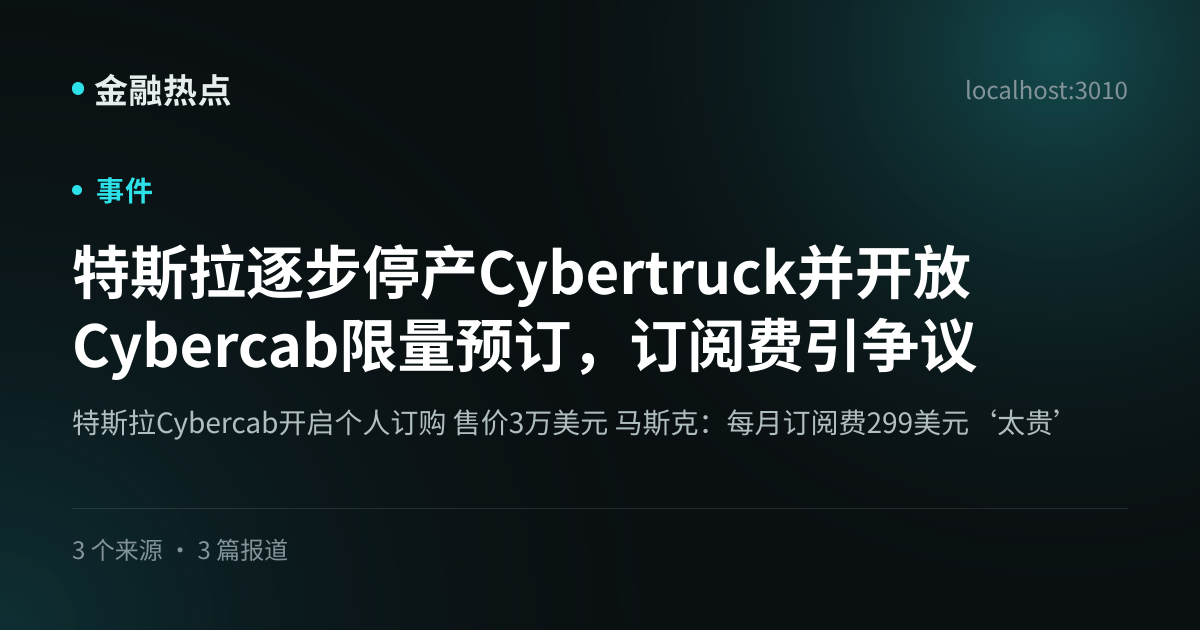 金融热点
localhost:3010
事件
特斯拉逐步停产Cybertruck并开放
Cybercab限量预订，订阅费引争议
特斯拉Cybercab开启个人订购 售价3万美元 马斯克：每月订阅费299美元‘太贵’
3 个来源 · 3 篇报道